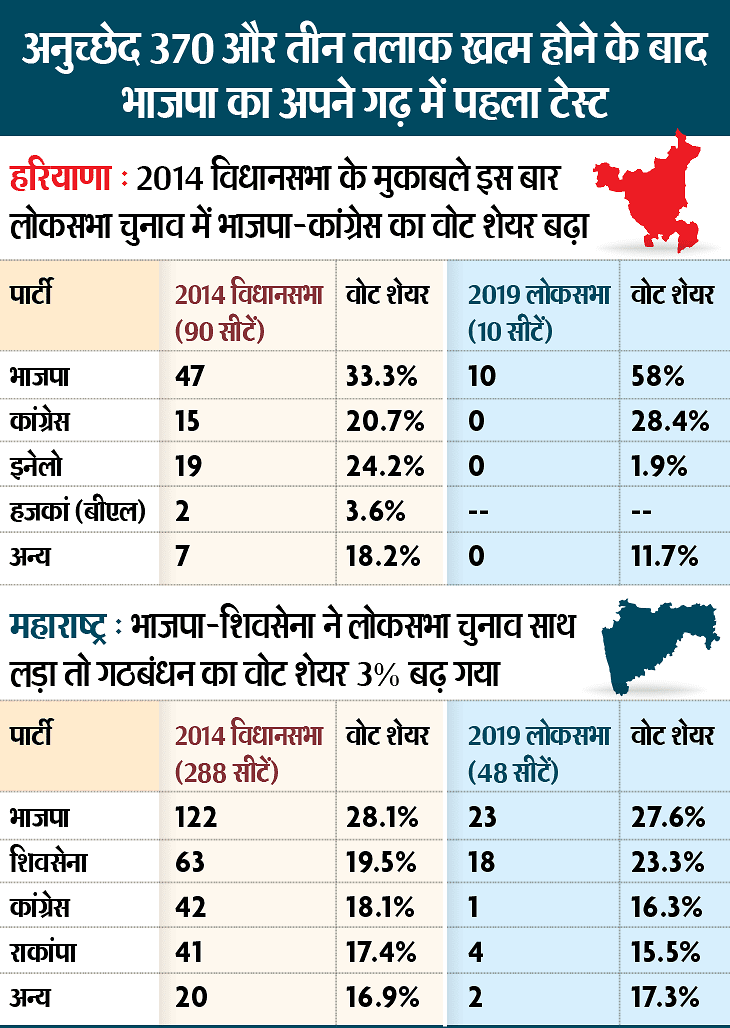 अनुच्छेद 370 और तीन तलाक खत्म होने के बाद
भाजपा का अपने गढ़ में पहला टेस्ट
हरियाणा : 2014 विधानसभा के मुकाबले इस बार
लोकसभा चुनाव में भाजपा-कांग्रेस का वोट शेयर बढ़ा
पार्टी 2014 विधानसभा वोट शेयर 2019 लोकसभा वोट शेयर
(90 सीटें) (10 सीटें)
भाजपा 47 33.3% 10 58%
कांग्रेस 15 20.7% 0 28.4%
इनेलो 19 24.2% 0 1.9%
हजकां (बीएल) 2 3.6% -- --
अन्य 7 18.2% 0 11.7%
महाराष्ट्र : भाजपा-शिवसेना ने लोकसभा चुनाव साथ
लड़ा तो गठबंधन का वोट शेयर 3% बढ़ गया
पार्टी 2014 विधानसभा वोट शेयर 2019 लोकसभा वोट शेयर
(288 सीटें) (48 सीटें)
भाजपा 122 28.1% 23 27.6%
शिवसेना 63 19.5% 18 23.3%
कांग्रेस 42 18.1% 1 16.3%
राकांपा 41 17.4% 4 15.5%
अन्य 20 16.9% 2 17.3%